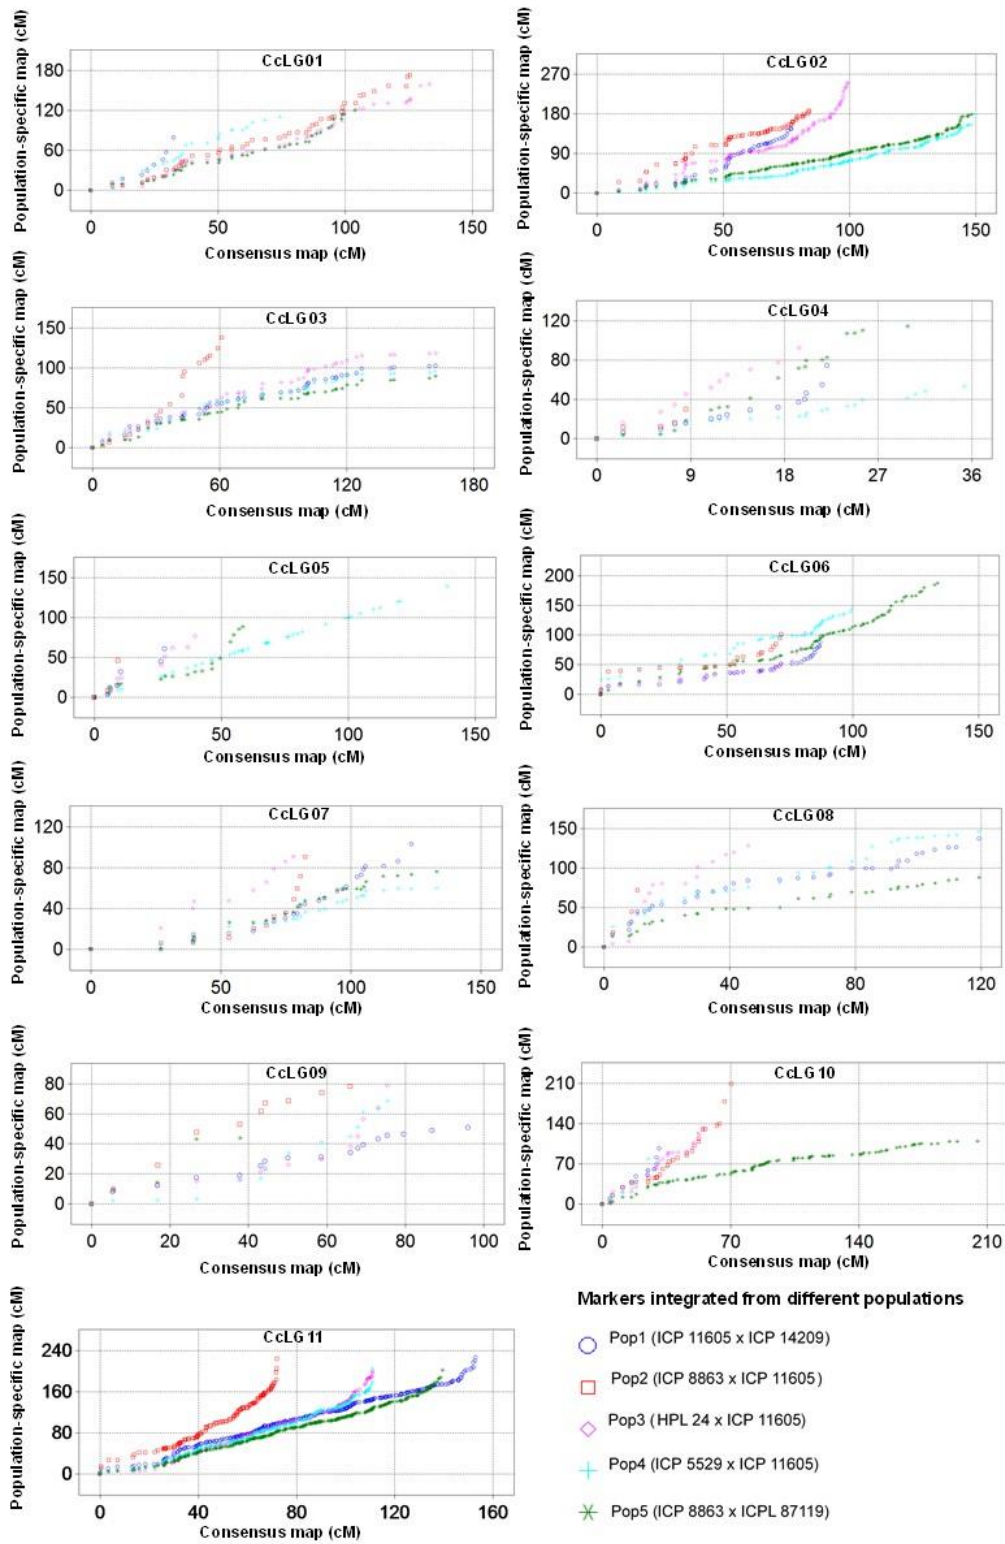 CcLG01
Population-specific map (cM)
180
120
60
0
0 50 100 150
Consensus map (cM)
CcLG02
Population-specific map (cM)
270
180
90
0
0 50 100 150
Consensus map (cM)
CcLG03
Population-specific map (cM)
150
100
50
0
0 60 120 180
Consensus map (cM)
CcLG04
Population-specific map (cM)
120
80
40
0
0 9 18 27 36
Consensus map (cM)
CcLG05
Population-specific map (cM)
150
100
50
0
0 50 100 150
Consensus map (cM)
CcLG06
Population-specific map (cM)
200
150
100
50
0
0 50 100 150
Consensus map (cM)
CcLG07
Population-specific map (cM)
120
80
40
0
0 50 100 150
Consensus map (cM)
CcLG08
Population-specific map (cM)
150
100
50
0
0 40 80 120
Consensus map (cM)
CcLG09
Population-specific map (cM)
80
60
40
20
0
0 20 40 60 80 100
Consensus map (cM)
CcLG10
Population-specific map (cM)
210
140
70
0
0 70 140 210
Consensus map (cM)
CcLG11
Population-specific map (cM)
240
160
80
0
0 40 80 120 160
Consensus map (cM)
Markers integrated from different populations
Pop1 (ICP 11605 x ICP 14209)
Pop2 (ICP 8863 x ICP 11605)
Pop3 (HPL 24 x ICP 11605)
Pop4 (ICP 5529 x ICP 11605)
Pop5 (ICP 8863 x ICPL 87119)